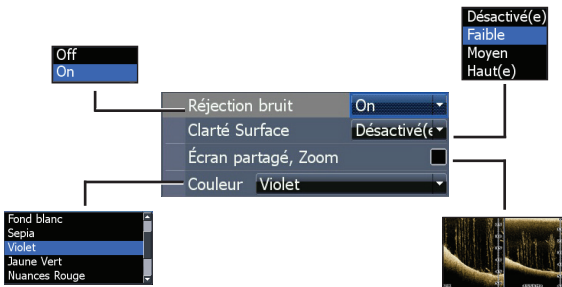 Désactivé(e)
Faible
Moyen
Haut(e)
Off
On
Réjection bruit On
Clarté Surface Désactivé(e
Écran partagé, Zoom
Couleur Violet
Fond blanc
Sepia
Violet
Jaune Vert
Nuances Rouge